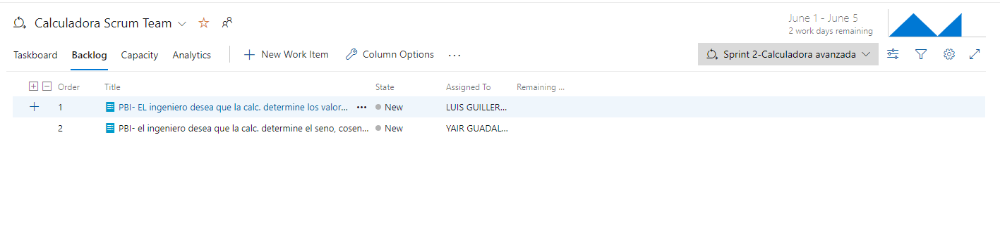 Calculadora Scrum Team
June 1 - June 5
2 work days remaining
Taskboard Backlog Capacity Analytics New Work Item Column Options ... Sprint 2-Calculadora avanzada
Order Title State Assigned To Remaining ...
1 PBI- EL ingeniero desea que la calc. determine los valor... ••• New LUIS GUILLER...
2 PBI- el ingeniero desea que la calc. determine el seno, cosen... New YAIR GUADAL...